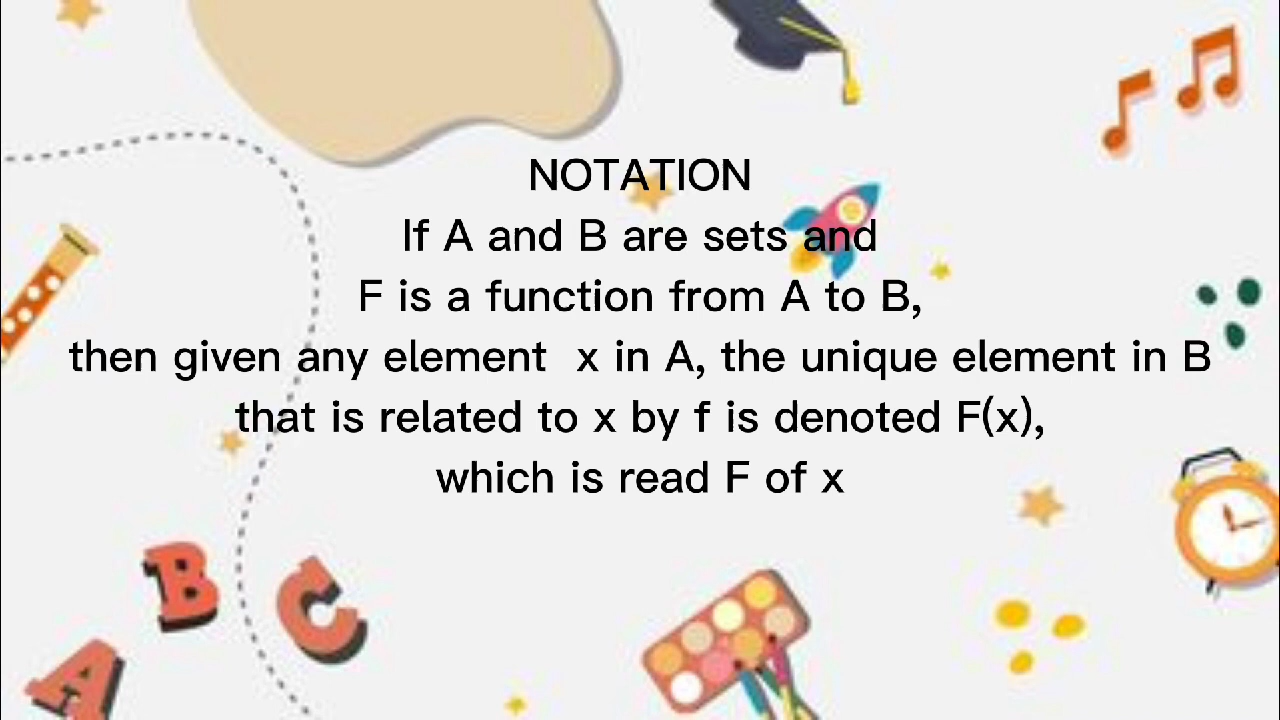 NOTATION
If A and B are sets and
F is a function from A to B,
then given any element  x in A, the unique element in B
that is related to x by f is denoted F(x),
which is read F of x
B
C
A